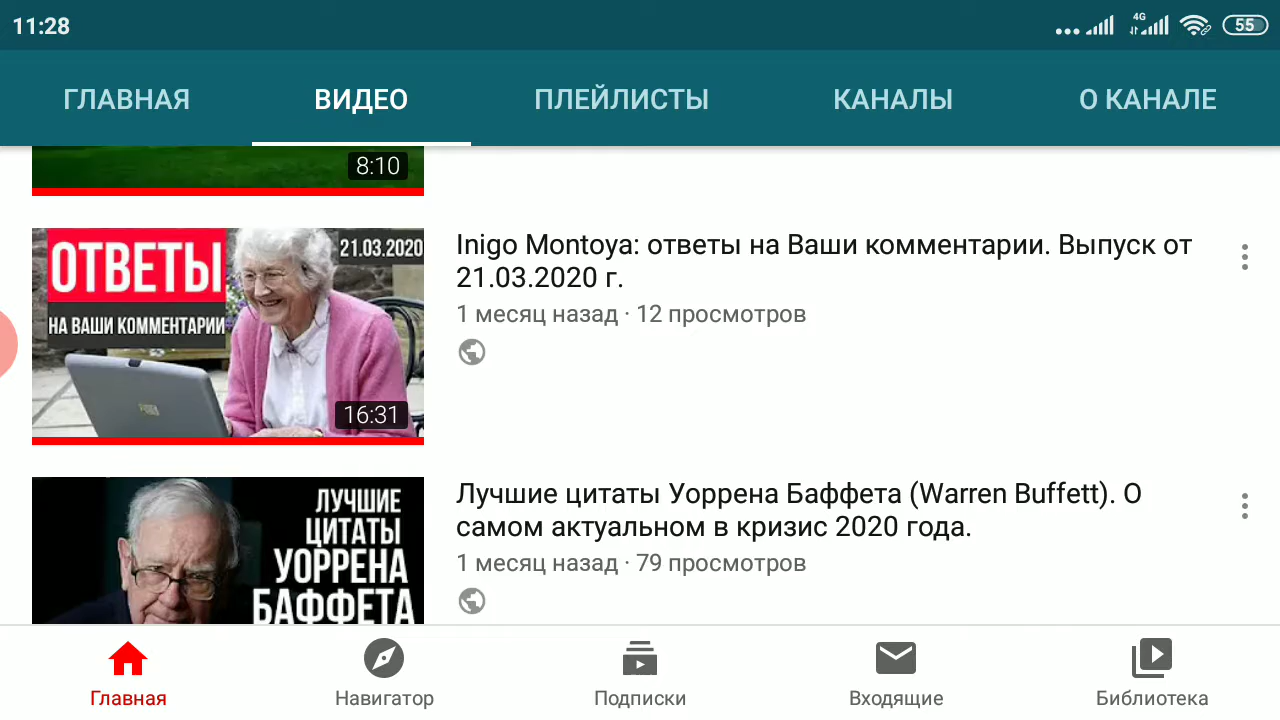 11:28
4G
55
ГЛАВНАЯ
ВИДЕО
ПЛЕЙЛИСТЫ
КАНАЛЫ
О КАНАЛЕ
8:10
ОТВЕТЫ
НА ВАШИ КОММЕНТАРИИ
21.03.2020
16:31
Inigo Montoya: ответы на Ваши комментарии. Выпуск от
21.03.2020 г.
1 месяц назад · 12 просмотров
ЛУЧШИЕ
ЦИТАТЫ
УОРРЕНА
БАФФЕТА
Лучшие цитаты Уоррена Баффета (Warren Buffett). О
самом актуальном в кризис 2020 года.
1 месяц назад · 79 просмотров
Главная
Навигатор
Подписки
Входящие
Библиотека